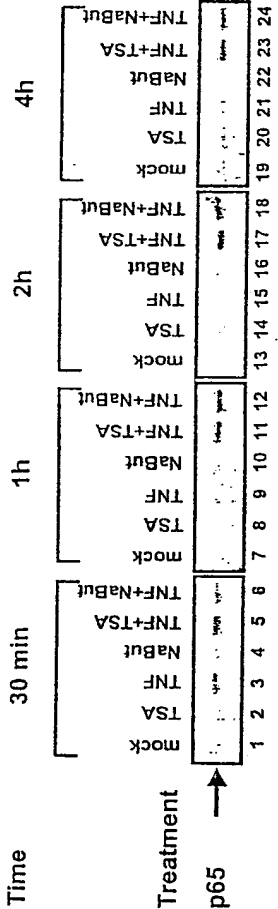 Time
30 min 1h 2h 4h
Treatment
mock TSA TNF NaBut TNF+TSA TNF+NaBut mock TSA TNF NaBut TNF+TSA TNF+NaBut mock TSA TNF NaBut TNF+TSA TNF+NaBut mock TSA TNF NaBut TNF+TSA TNF+NaBut
p65
1 2 3 4 5 6 7 8 9 10 11 12 13 14 15 16 17 18 19 20 21 22 23 24